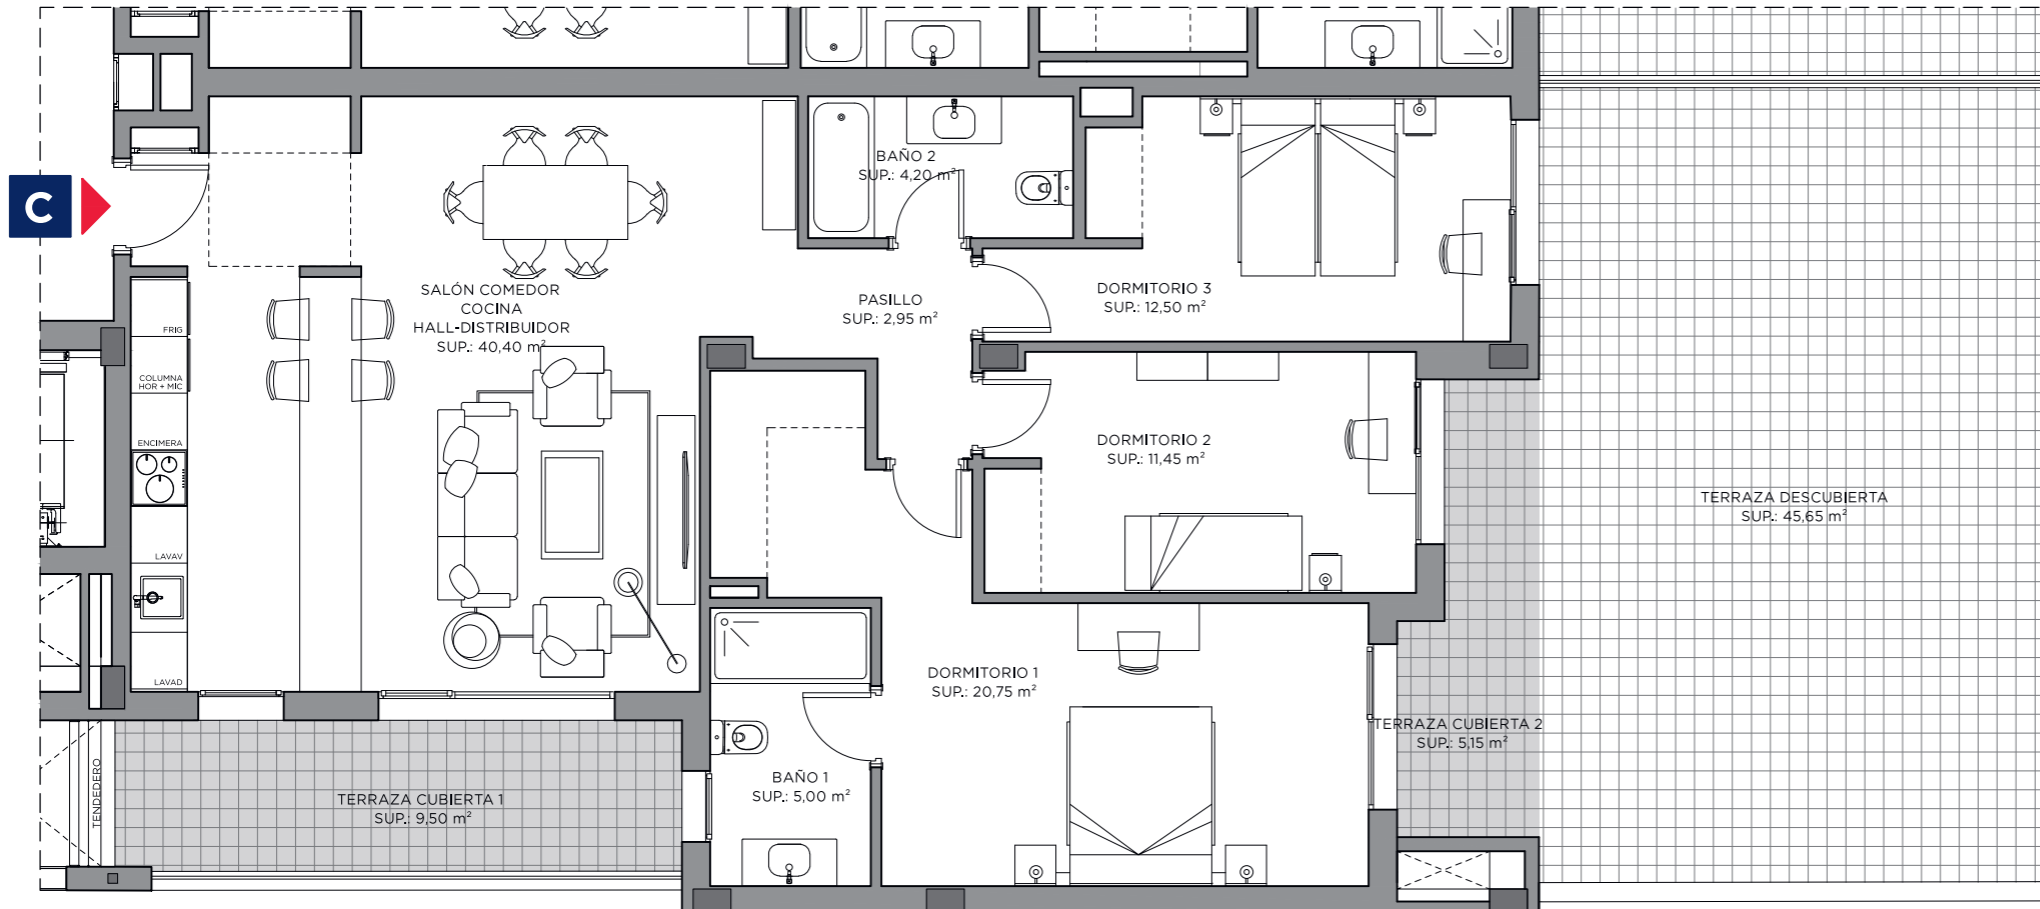 C
BAÑO 2
SUP.: 4,20 m²
SALÓN COMEDOR
COCINA
HALL-DISTRIBUIDOR
SUP.: 40,40 m²
PASILLO
SUP.: 2,95 m²
DORMITORIO 3
SUP.: 12,50 m²
FRIG
COLUMNA
HOR + MIC
ENCIMERA
LAVAV
LAVAD
DORMITORIO 2
SUP.: 11,45 m²
TERRAZA DESCUBIERTA
SUP.: 45,65 m²
DORMITORIO 1
SUP.: 20,75 m²
TERRAZA CUBIERTA 2
SUP.: 5,15 m²
BAÑO 1
SUP.: 5,00 m²
TENDEDERO
TERRAZA CUBIERTA 1
SUP.: 9,50 m²